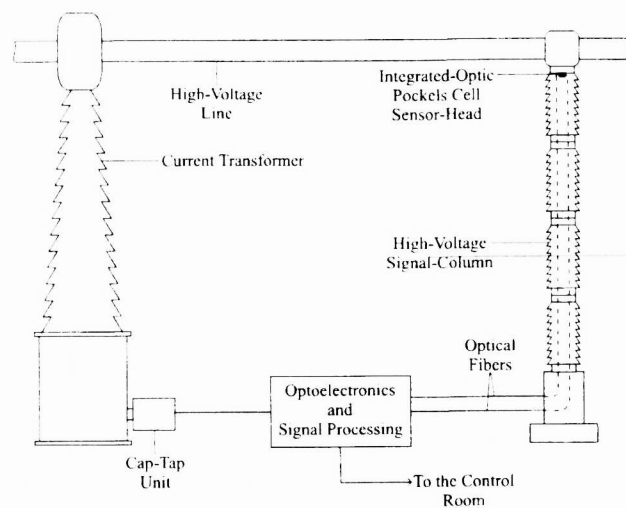 High-Voltage
Line
Integrated-Optic
Pockels Cell
Sensor-Head
Current Transformer
High-Voltage
Signal-Column
Optical
Fibers
Optoelectronics
and
Signal Processing
Cap-Tap
Unit
To the Control
Room